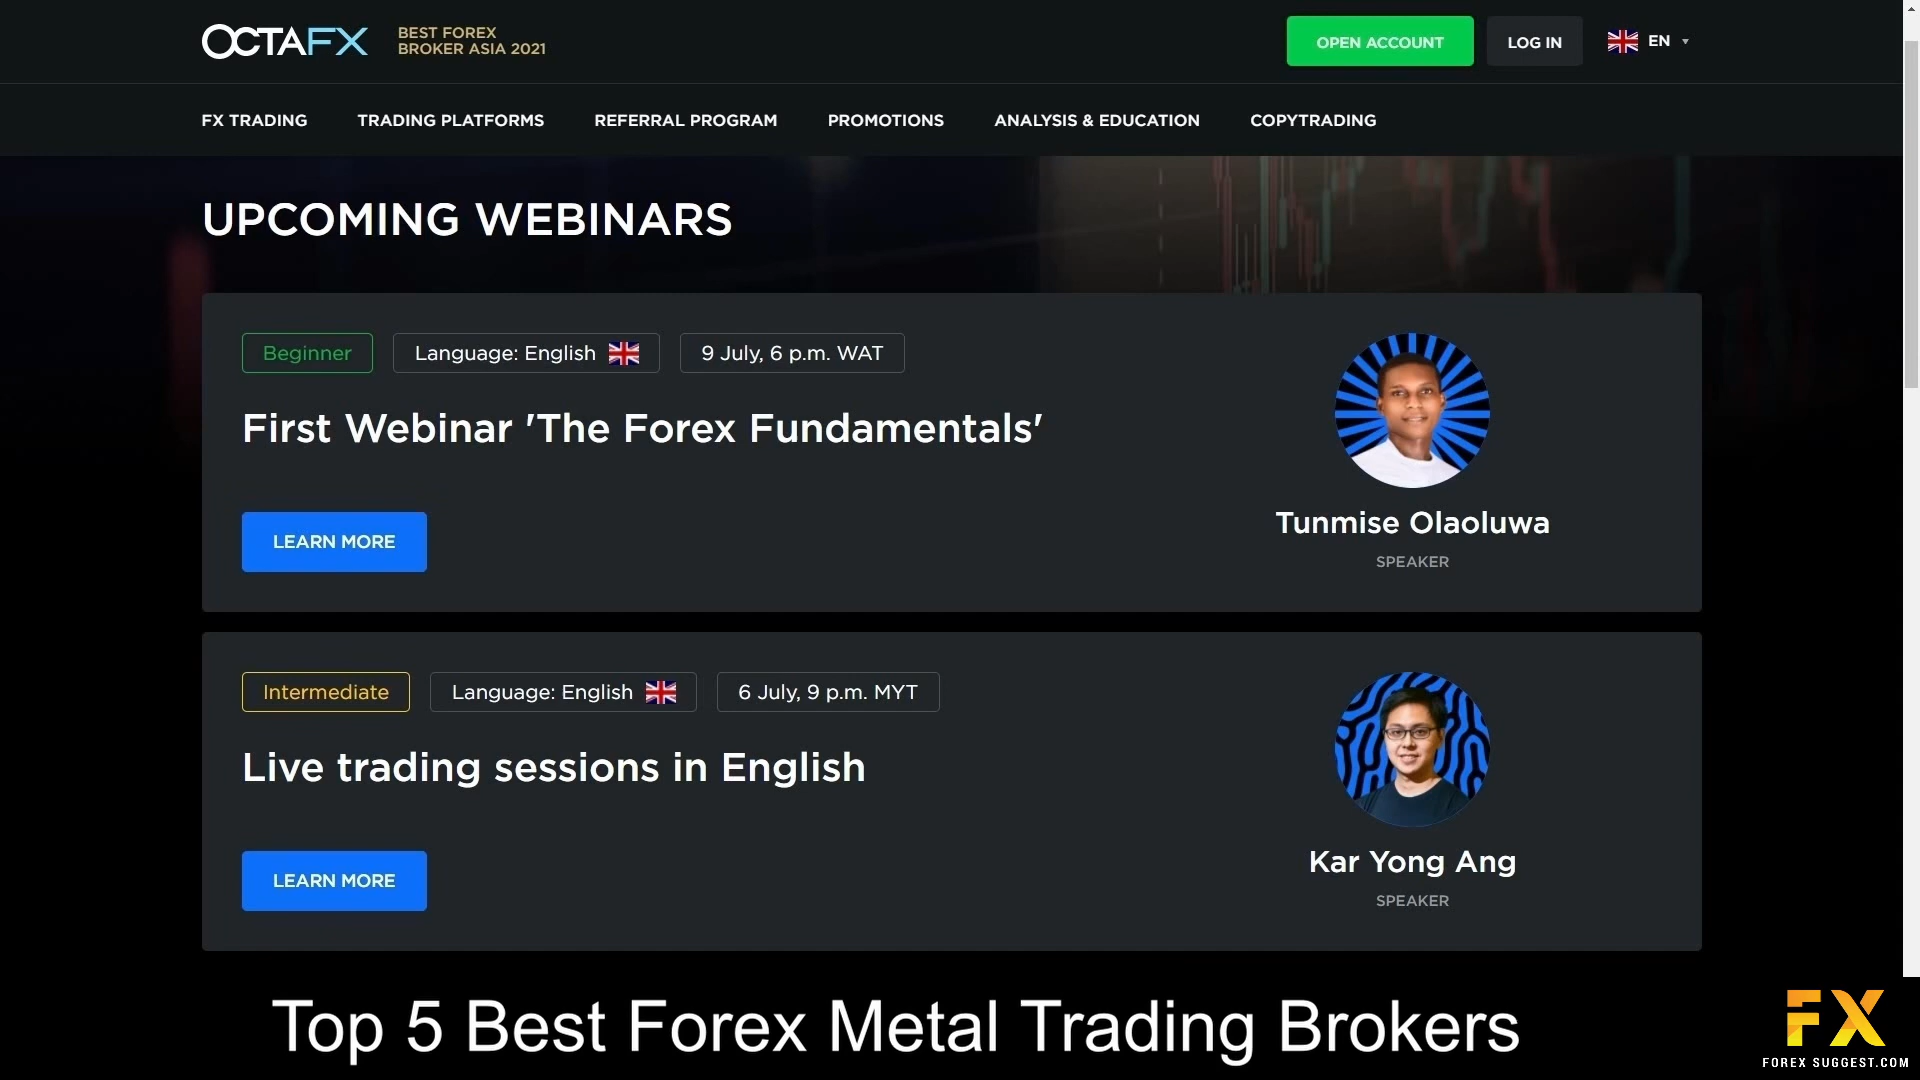 OCTAFX
BEST FOREX
BROKER ASIA 2021
OPEN ACCOUNT
LOG IN
EN
FX TRADING
TRADING PLATFORMS
REFERRAL PROGRAM
PROMOTIONS
ANALYSIS & EDUCATION
COPYTRADING
UPCOMING WEBINARS
Beginner
Language: English
9 July, 6 p.m. WAT
First Webinar 'The Forex Fundamentals'
LEARN MORE
Tunmise Olaoluwa
SPEAKER
Intermediate
Language: English
6 July, 9 p.m. MYT
Live trading sessions in English
LEARN MORE
Kar Yong Ang
SPEAKER
Top 5 Best Forex Metal Trading Brokers
FX
FOREX SUGGEST.COM